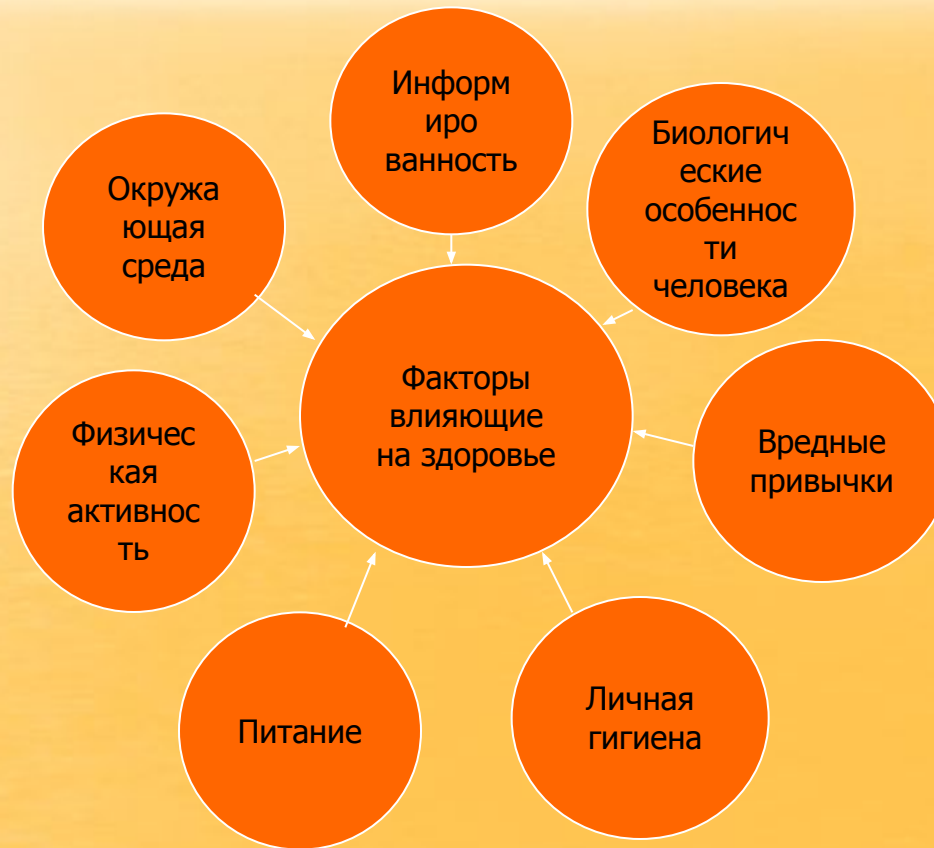 Информ
иро
ванность
Биологич
еские
особеннос
ти
человека
Окружа
ющая
среда
Факторы
влияющие
на здоровье
Физичес
кая
активнос
ть
Вредные
привычки
Питание
Личная
гигиена